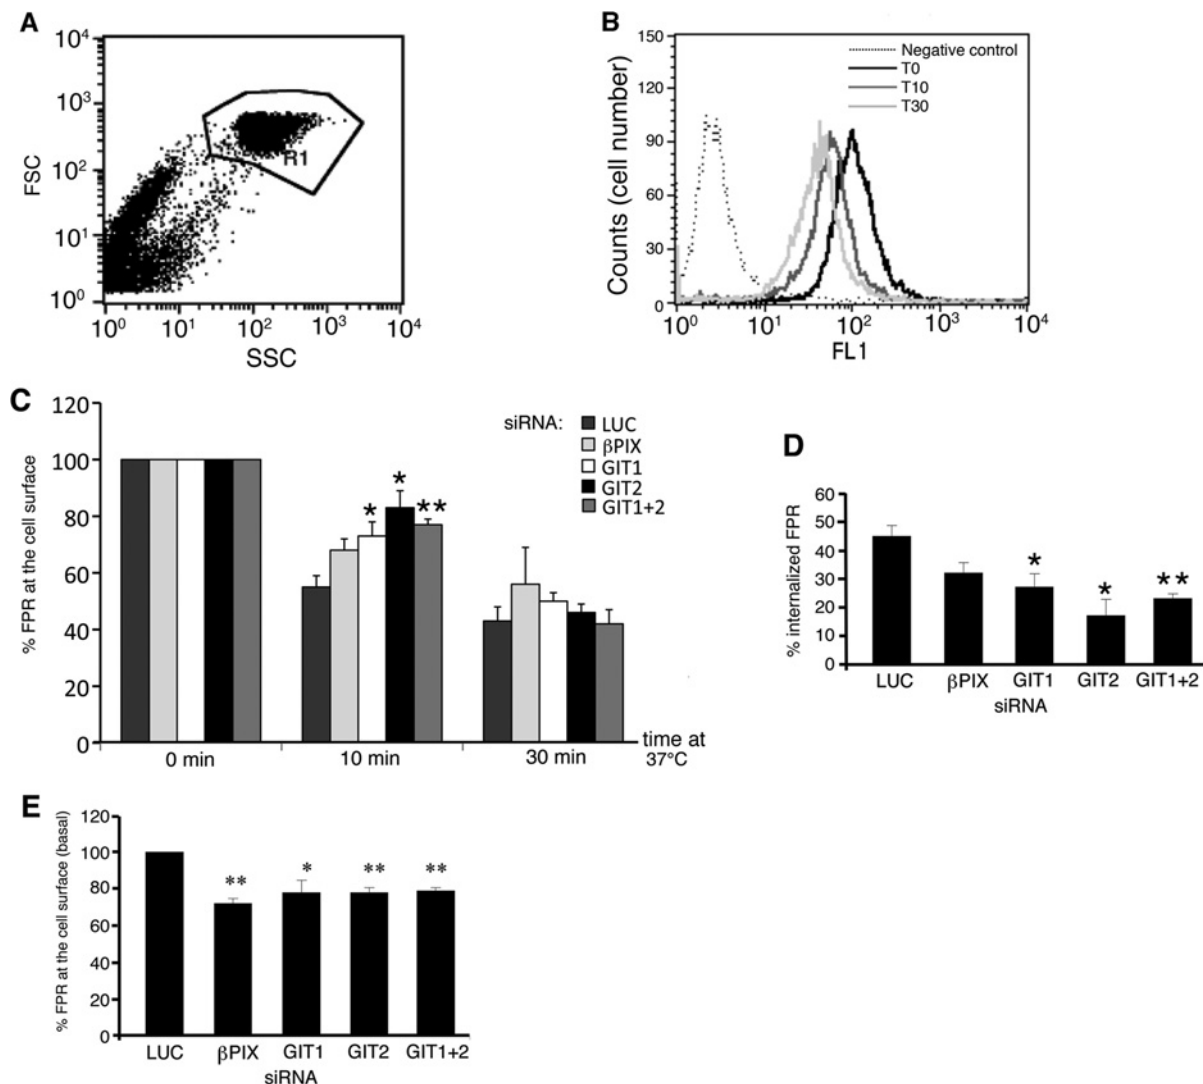 A
10⁴
10³
10²
10¹
10⁰
FSC
R1
10⁰ 10¹ 10² 10³ 10⁴
SSC
B
150
120
90
60
30
0
Counts (cell number)
Negative control
T0
T10
T30
10⁰ 10¹ 10² 10³ 10⁴
FL1
C
120
100
80
60
40
20
0
% FPR at the cell surface
siRNA:
LUC
βPIX
GIT1
GIT2
GIT1+2
* * **
0 min 10 min 30 min
time at
37°C
D
60
50
40
30
20
10
0
% internalized FPR
* * **
LUC βPIX GIT1 GIT2 GIT1+2
siRNA
E
120
100
80
60
40
20
0
% FPR at the cell surface (basal)
** * ** **
LUC βPIX GIT1 GIT2 GIT1+2
siRNA